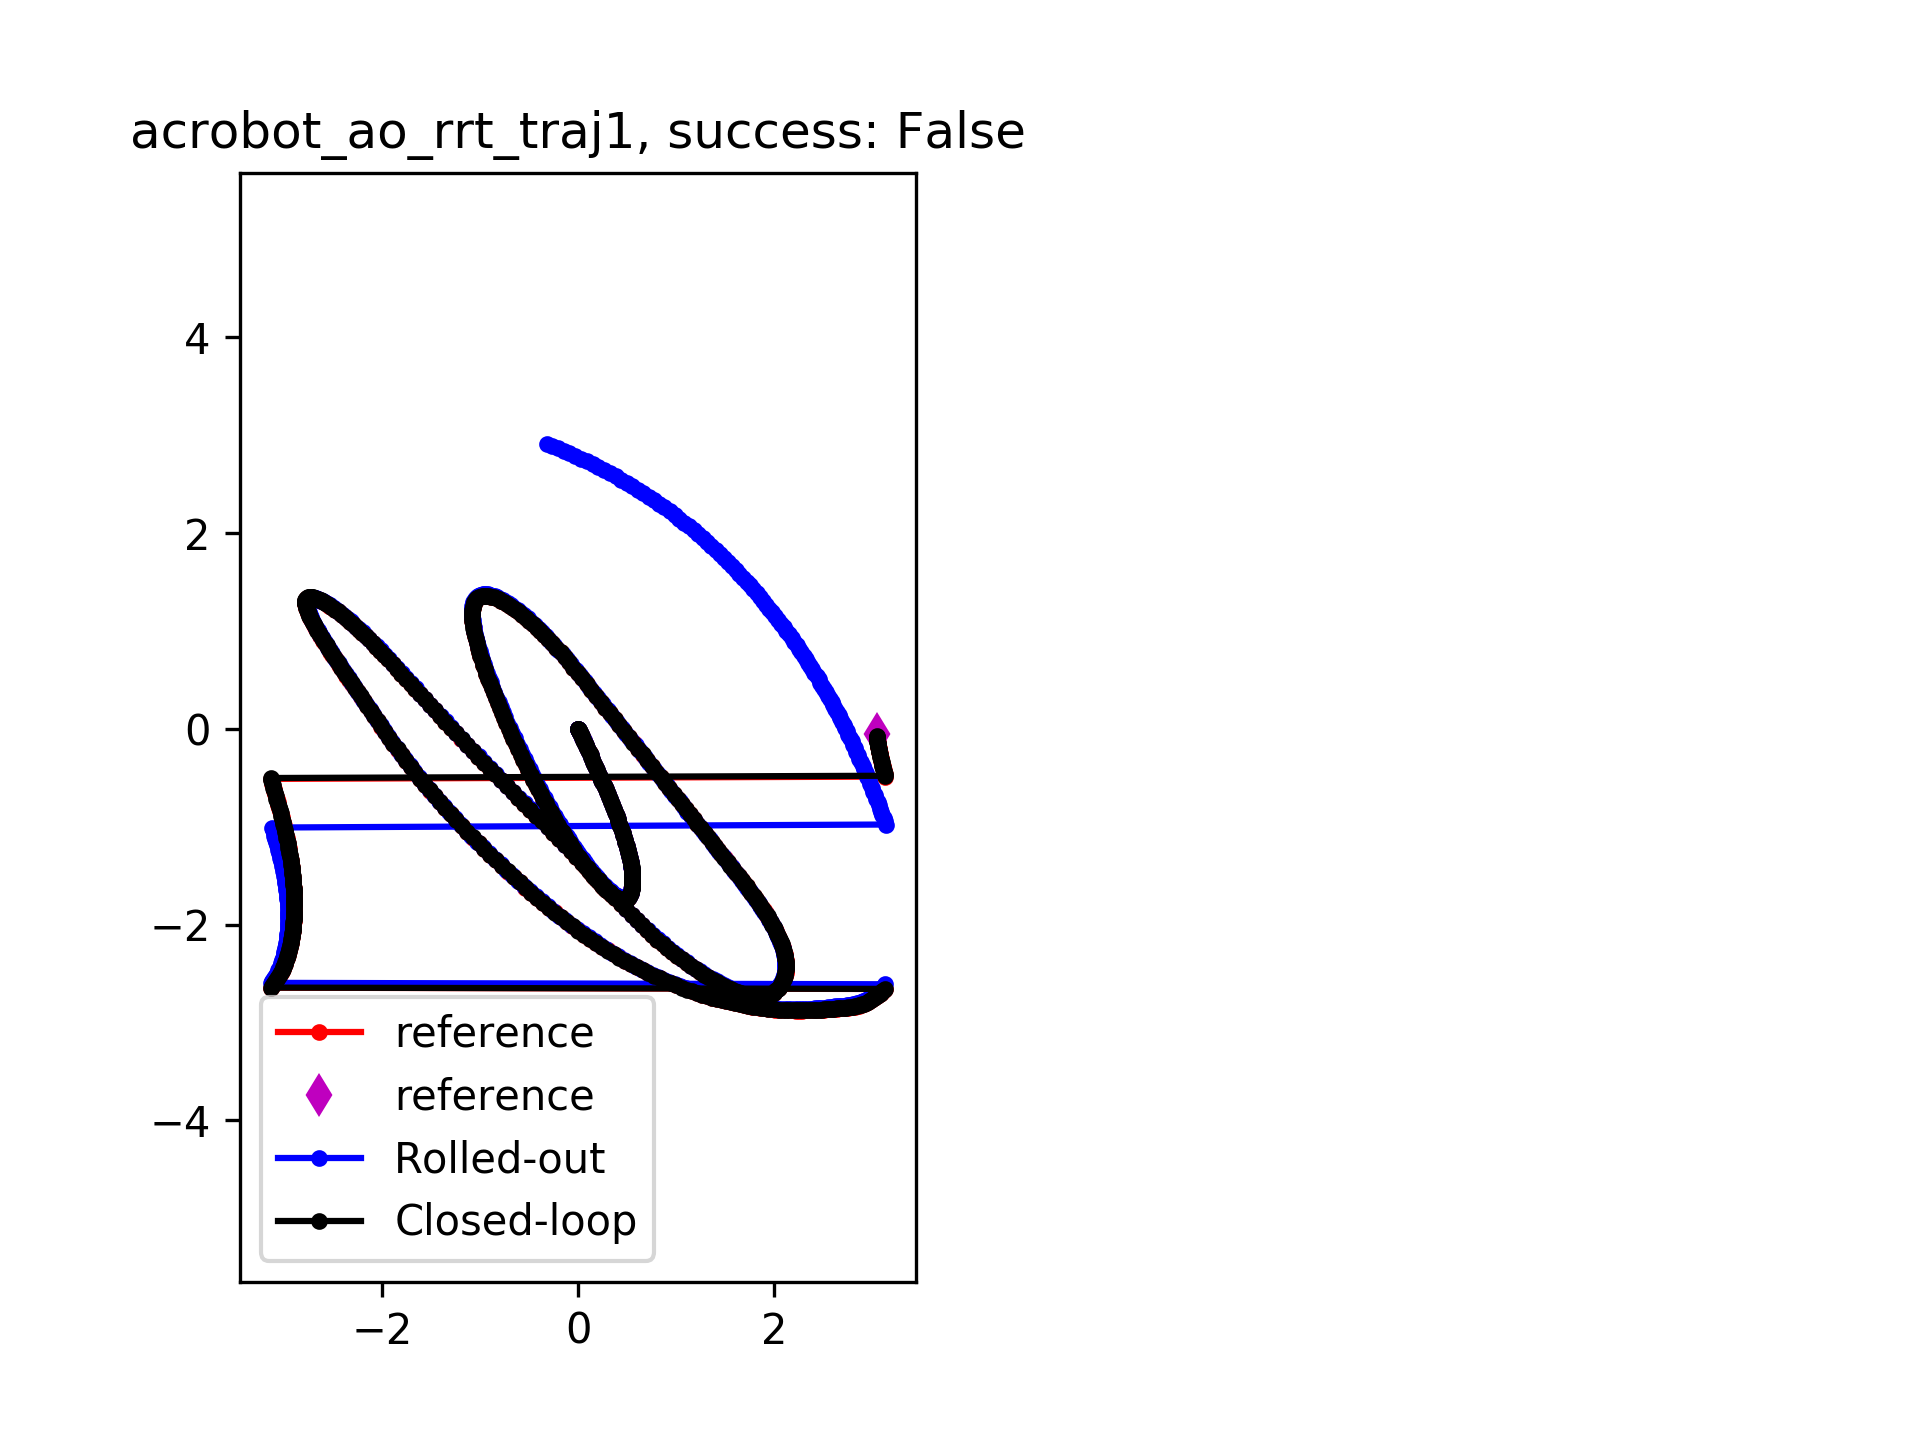 acrobot_ao_rrt_traj1, success: False
4
2
0
−2
−4
reference
reference
Rolled-out
Closed-loop
−2 0 2